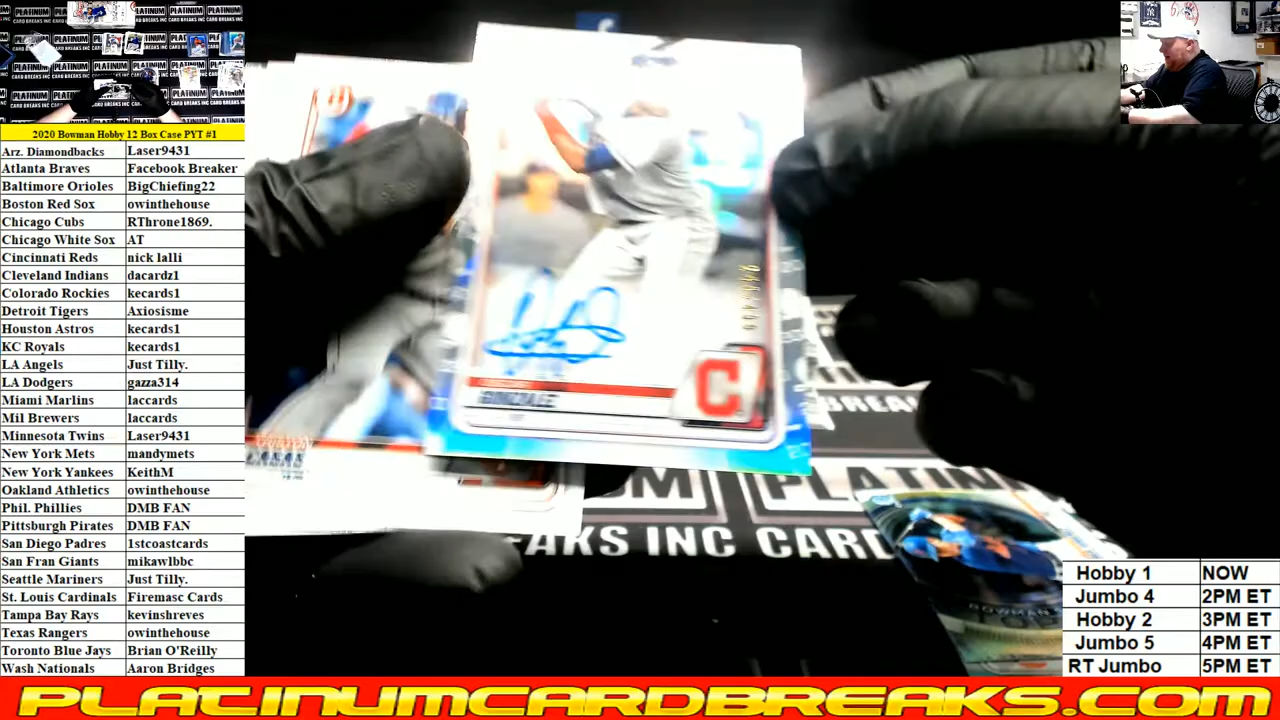 2020 Bowman Hobby 12 Box Case PYT #1
Arz. Diamondbacks Laser9431
Atlanta Braves Facebook Breaker
Baltimore Orioles BigChiefing22
Boston Red Sox owinthehouse
Chicago Cubs RThrone1869.
Chicago White Sox AT
Cincinnati Reds nick lalli
Cleveland Indians dacardz1
Colorado Rockies kecards1
Detroit Tigers Axiosisme
Houston Astros kecards1
KC Royals kecards1
LA Angels Just Tilly.
LA Dodgers gazza314
Miami Marlins laccards
Mil Brewers laccards
Minnesota Twins Laser9431
New York Mets mandymets
New York Yankees KeithM
Oakland Athletics owinthehouse
Phil. Phillies DMB FAN
Pittsburgh Pirates DMB FAN
San Diego Padres 1stcoastcards
San Fran Giants mikawlbbc
Seattle Mariners Just Tilly.
St. Louis Cardinals Firemasc Cards
Tampa Bay Rays kevinshreves
Texas Rangers owinthehouse
Toronto Blue Jays Brian O'Reilly
Wash Nationals Aaron Bridges
C
PLATINUM
AKS INC CARD
BOWMAN
Hobby 1 NOW
Jumbo 4 2PM ET
Hobby 2 3PM ET
Jumbo 5 4PM ET
RT Jumbo 5PM ET
PLATINUMCARDBREAKS.COM